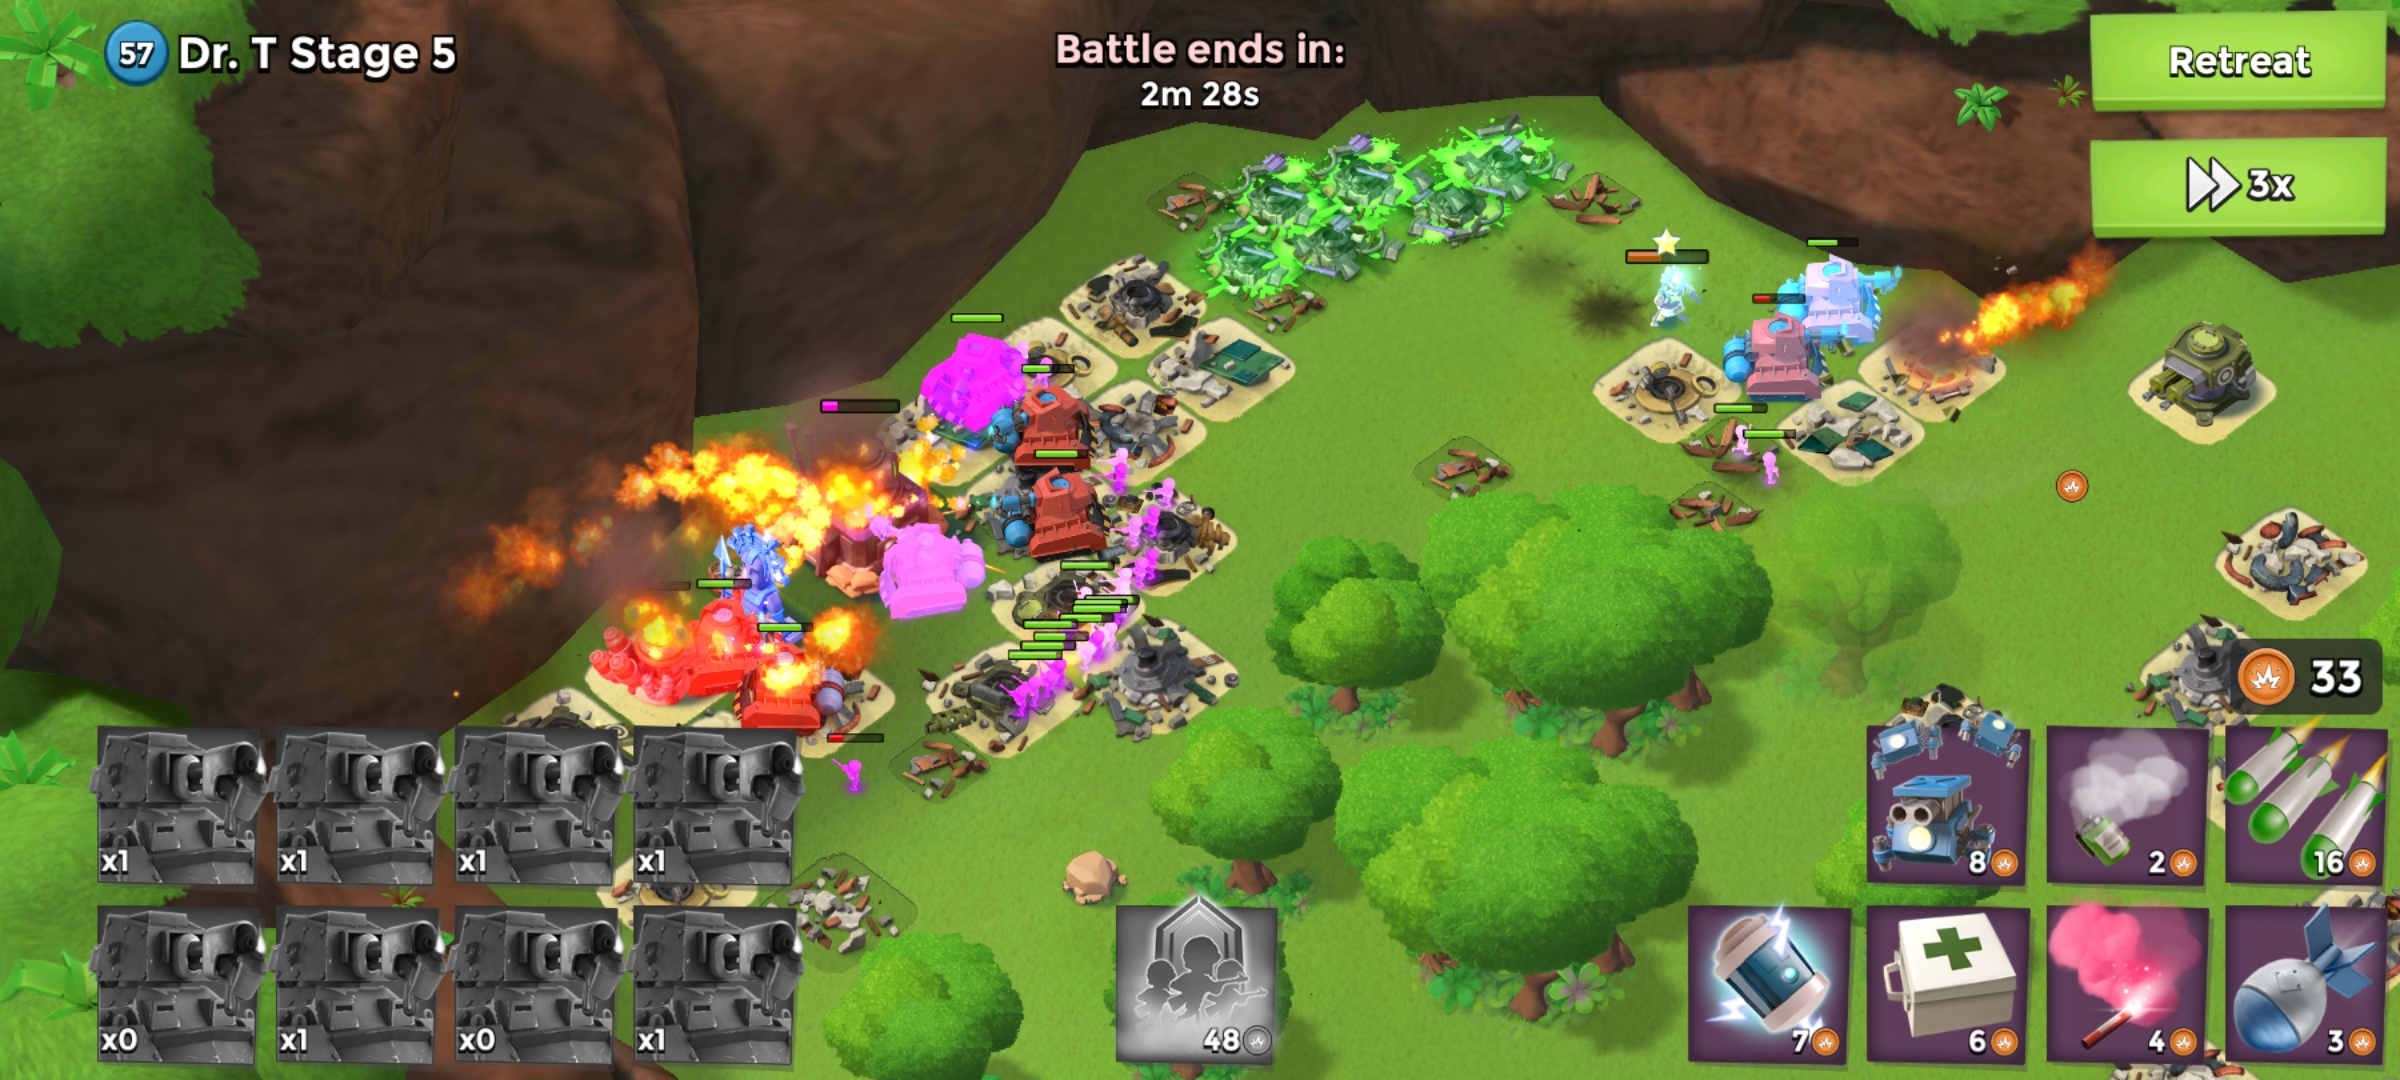 57 Dr. T Stage 5
Battle ends in:
2m 28s
Retreat
3x
33
x1 x1 x1 x1
8 2 16
x0 x1 x0 x1
48
7 6 4 3